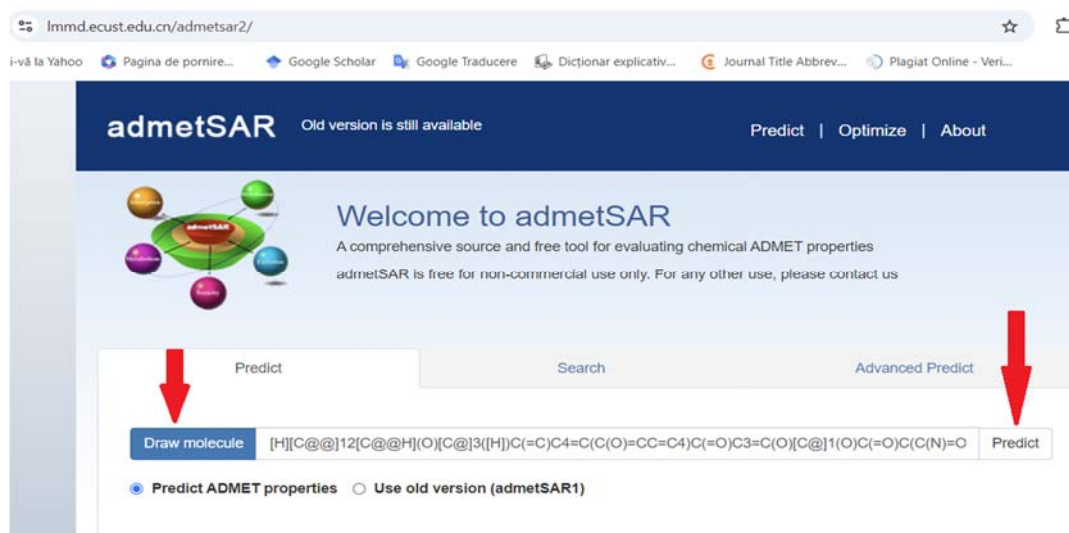 lmmd.ecust.edu.cn/admetsar2/
i-vă la Yahoo Pagina de pornire... Google Scholar Google Traducere Dicționar explicativ... Journal Title Abbrev... Plagiat Online - Veri...
admetSAR Old version is still available Predict | Optimize | About
Welcome to admetSAR
A comprehensive source and free tool for evaluating chemical ADMET properties
admetSAR is free for non-commercial use only. For any other use, please contact us
admetSAR
Predict Search Advanced Predict
Draw molecule [H][C@@]12[C@@H](O)[C@]3([H])C(=C)C4=C(C(O)=CC=C4)C(=O)C3=C(O)[C@]1(O)C(=O)C(C(N)=O Predict
Predict ADMET properties Use old version (admetSAR1)